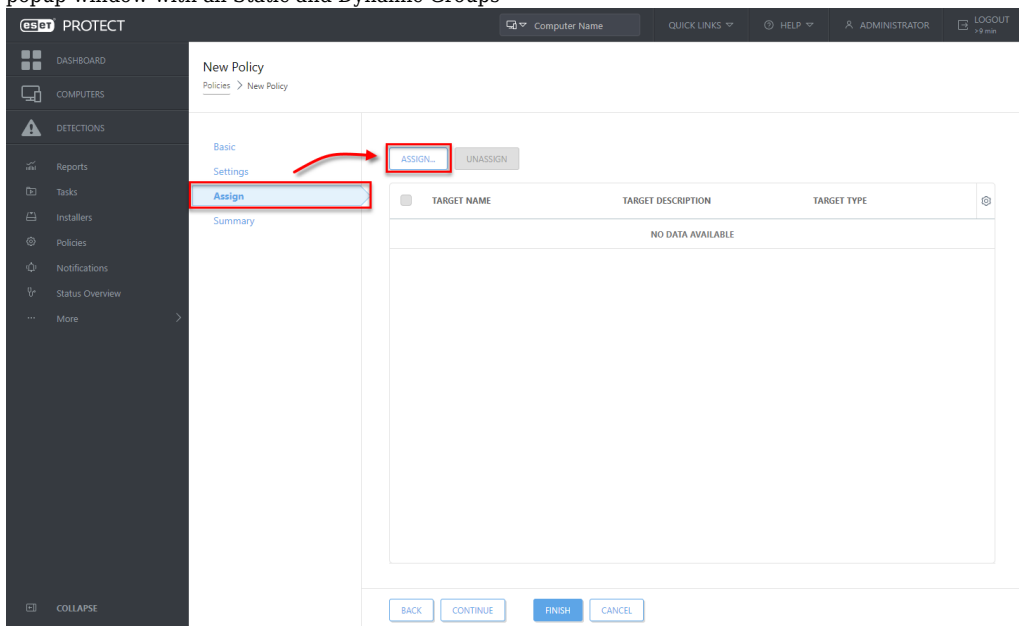 popup window with all Static and Dynamic Groups
eset PROTECT
Computer Name
QUICK LINKS
HELP
ADMINISTRATOR
LOGOUT
>9 min
DASHBOARD
COMPUTERS
DETECTIONS
Reports
Tasks
Installers
Policies
Notifications
Status Overview
More
COLLAPSE
New Policy
Policies > New Policy
Basic
Settings
Assign
Summary
ASSIGN...
UNASSIGN
TARGET NAME
TARGET DESCRIPTION
TARGET TYPE
NO DATA AVAILABLE
BACK
CONTINUE
FINISH
CANCEL